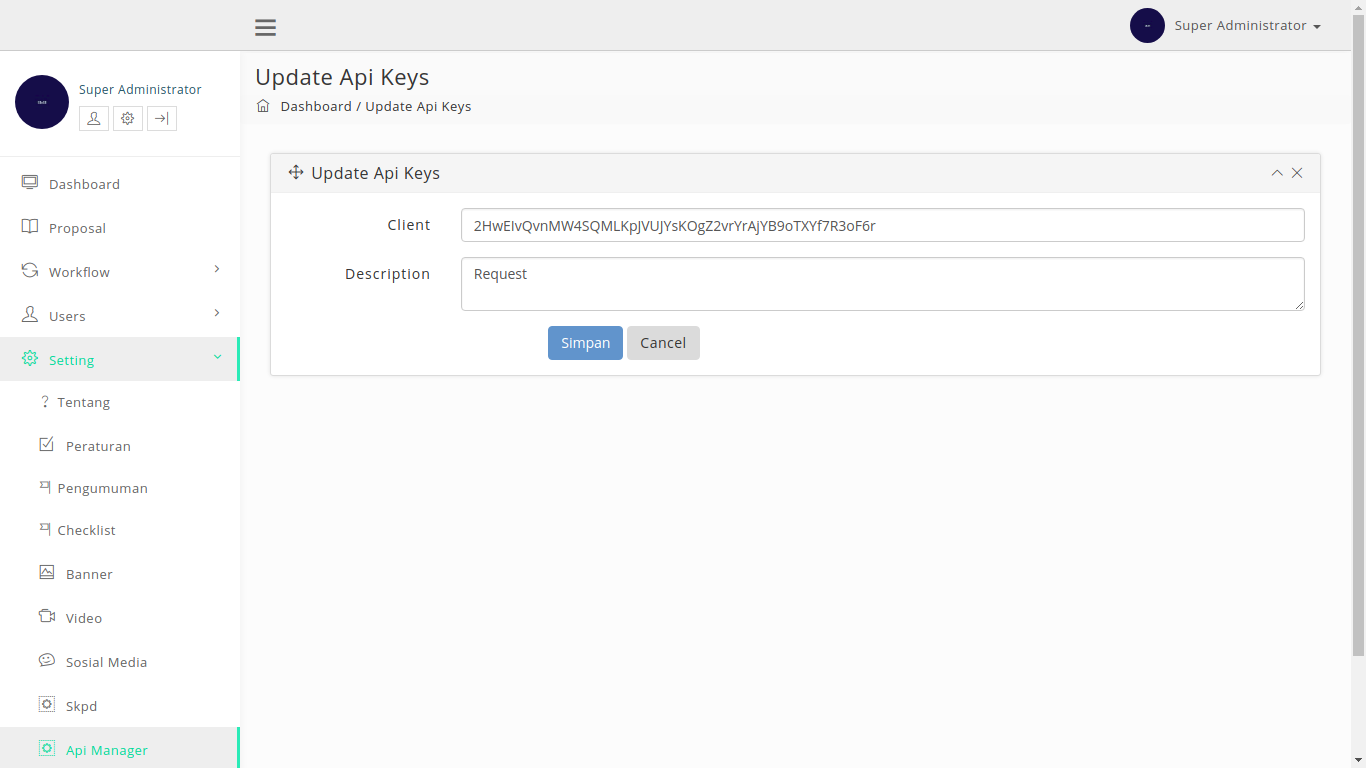 Super Administrator
Super Administrator
Update Api Keys
Dashboard / Update Api Keys
Dashboard
Proposal
Workflow
Users
Setting
? Tentang
Peraturan
Pengumuman
Checklist
Banner
Video
Sosial Media
Skpd
Api Manager
Update Api Keys
Client
2HwEIvQvnMW4SQMLKpJVUJYsKOgZ2vrYrAjYB9oTXYf7R3oF6r
Description
Request
Simpan
Cancel